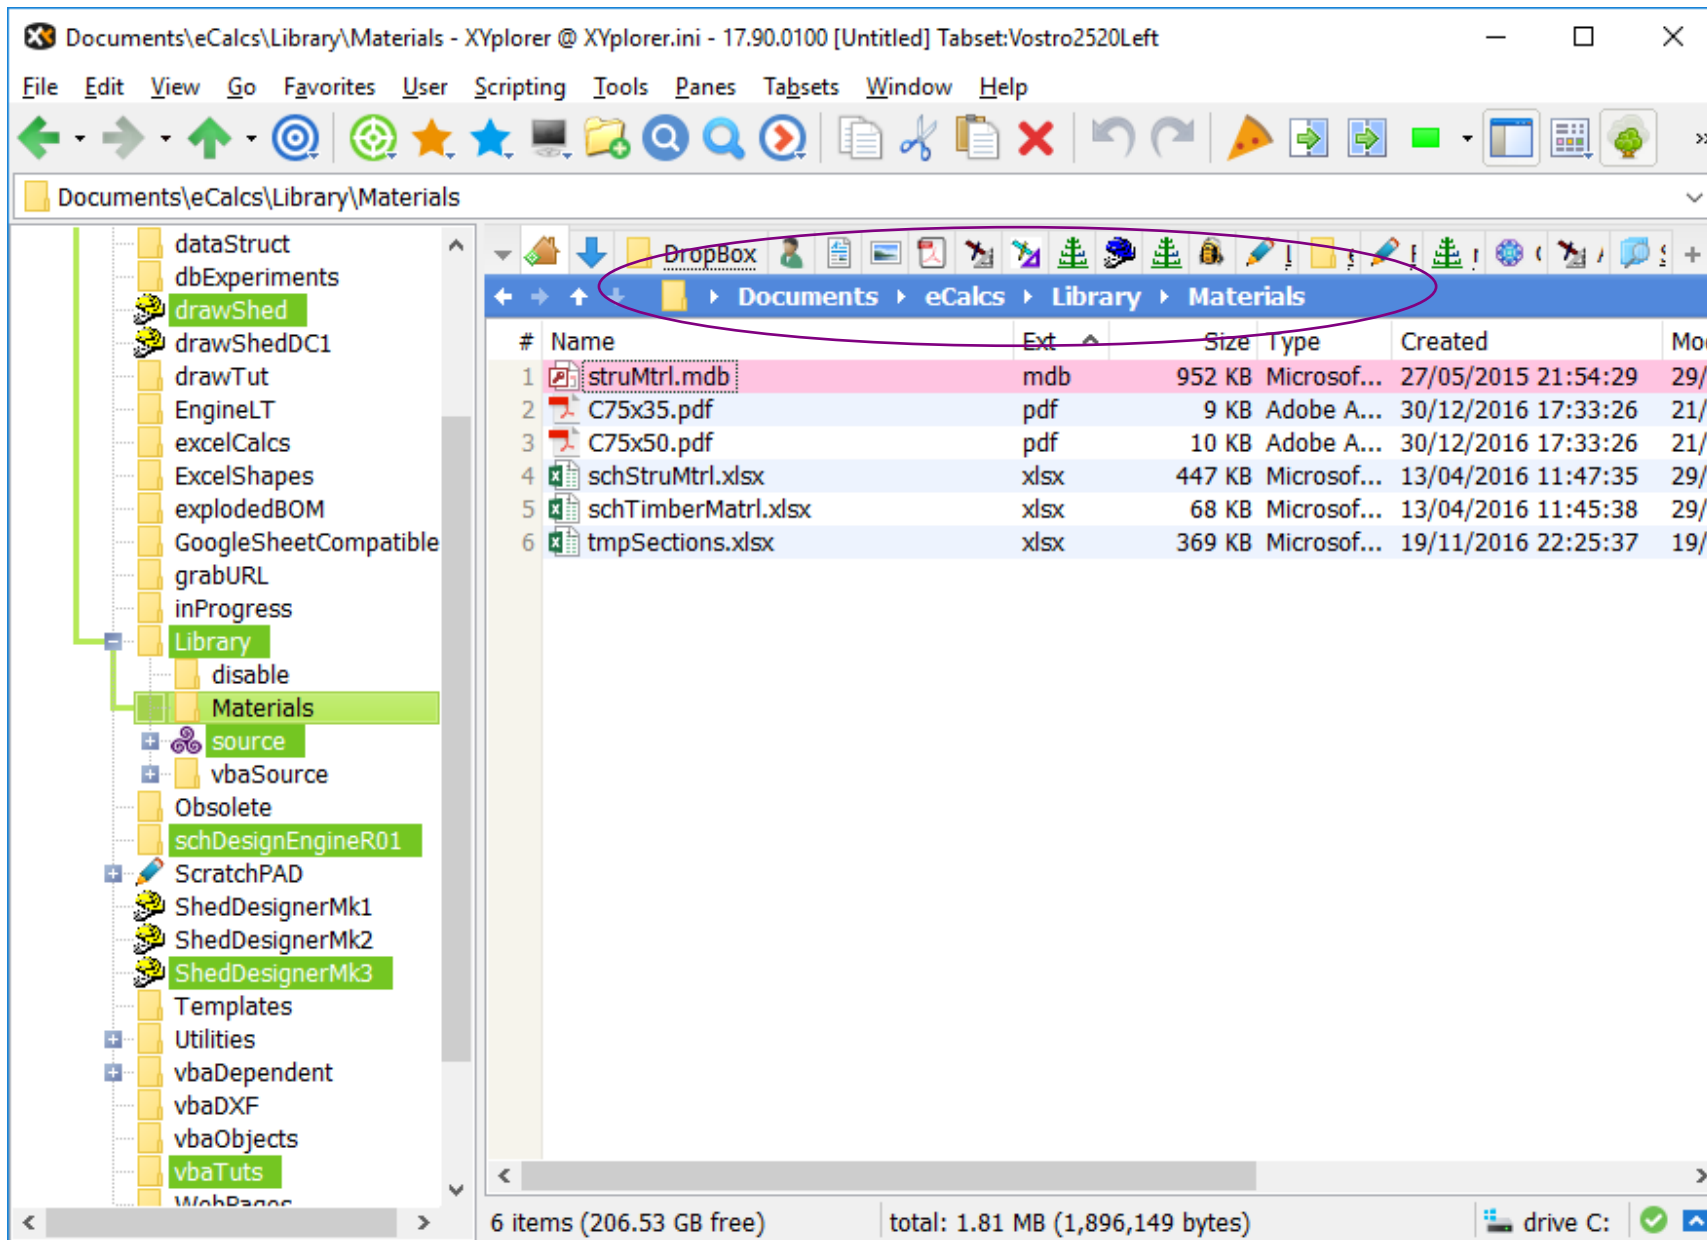 Documents\eCalcs\Library\Materials - XYplorer @ XYplorer.ini - 17.90.0100 [Untitled] Tabset:Vostro2520Left
File Edit View Go Favorites User Scripting Tools Panes Tabsets Window Help
Documents\eCalcs\Library\Materials
dataStruct
dbExperiments
drawShed
drawShedDC1
drawTut
EngineLT
excelCalcs
ExcelShapes
explodedBOM
GoogleSheetCompatible
grabURL
inProgress
Library
disable
Materials
source
vbaSource
Obsolete
schDesignEngineR01
ScratchPAD
ShedDesignerMk1
ShedDesignerMk2
ShedDesignerMk3
Templates
Utilities
vbaDependent
vbaDXF
vbaObjects
vbaTuts
WebPages
DropBox
Documents eCalcs Library Materials
# Name Ext Size Type Created
1 struMtrl.mdb mdb 952 KB Microsof... 27/05/2015 21:54:29 29/
2 C75x35.pdf pdf 9 KB Adobe A... 30/12/2016 17:33:26 21/
3 C75x50.pdf pdf 10 KB Adobe A... 30/12/2016 17:33:26 21/
4 schStruMtrl.xlsx xlsx 447 KB Microsof... 13/04/2016 11:47:35 29/
5 schTimberMatrl.xlsx xlsx 68 KB Microsof... 13/04/2016 11:45:38 29/
6 tmpSections.xlsx xlsx 369 KB Microsof... 19/11/2016 22:25:37 19/
6 items (206.53 GB free) total: 1.81 MB (1,896,149 bytes) drive C: